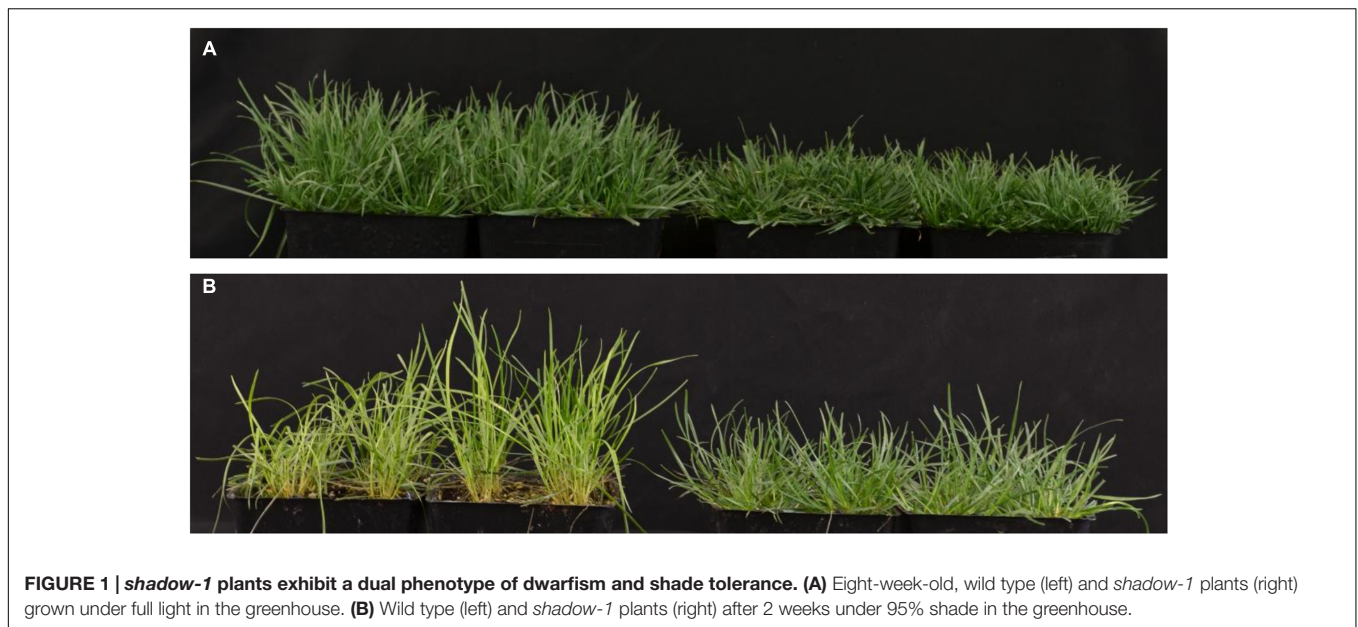 A
B
FIGURE 1 | shadow-1 plants exhibit a dual phenotype of dwarfism and shade tolerance. (A) Eight-week-old, wild type (left) and shadow-1 plants (right)
grown under full light in the greenhouse. (B) Wild type (left) and shadow-1 plants (right) after 2 weeks under 95% shade in the greenhouse.